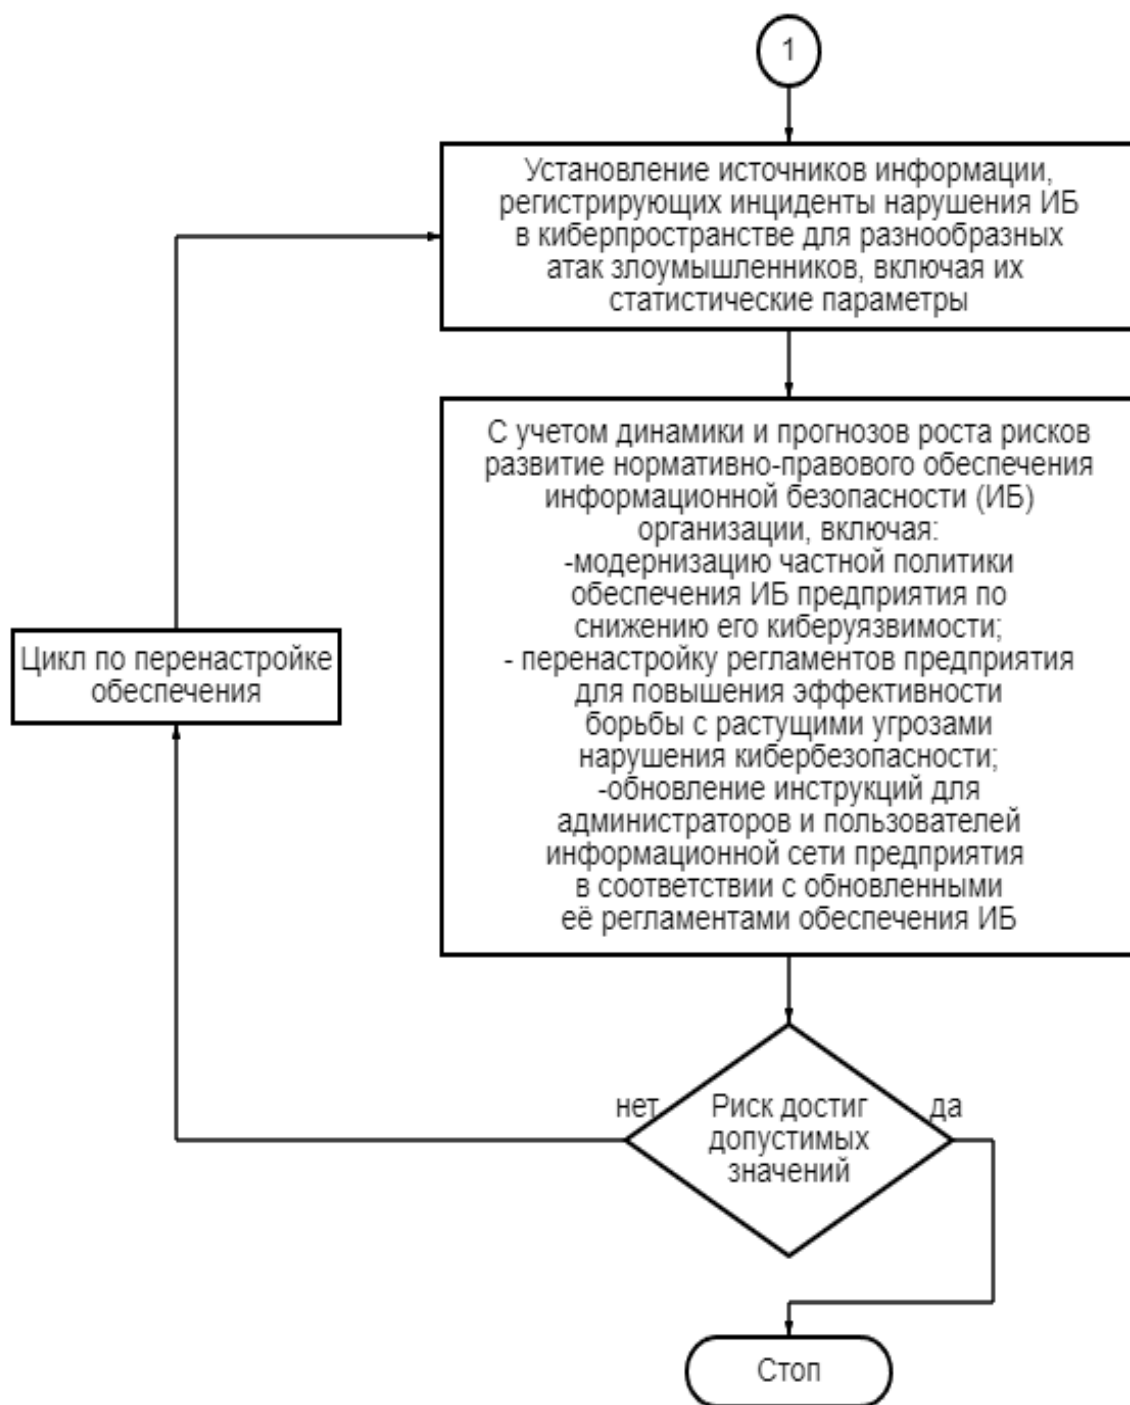 1
Установление источников информации,
регистрирующих инциденты нарушения ИБ
в киберпространстве для разнообразных
атак злоумышленников, включая их
статистические параметры
С учетом динамики и прогнозов роста рисков
развитие нормативно-правового обеспечения
информационной безопасности (ИБ)
организации, включая:
-модернизацию частной политики
обеспечения ИБ предприятия по
снижению его киберуязвимости;
- перенастройку регламентов предприятия
для повышения эффективности
борьбы с растущими угрозами
нарушения кибербезопасности;
-обновление инструкций для
администраторов и пользователей
информационной сети предприятия
в соответствии с обновленными
её регламентами обеспечения ИБ
Цикл по перенастройке
обеспечения
нет
Риск достиг
допустимых
значений
да
Стоп